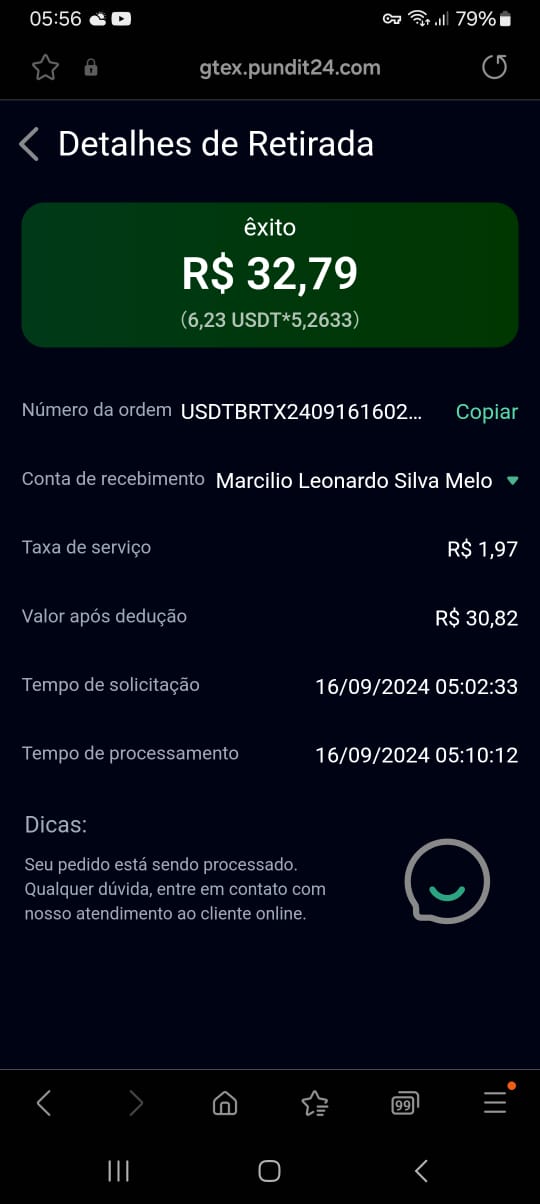 05:56
79%
gtex.pundit24.com
Detalhes de Retirada
êxito
R$ 32,79
(6,23 USDT*5,2633)
Número da ordem USDTBRTX2409161602... Copiar
Conta de recebimento Marcilio Leonardo Silva Melo
Taxa de serviço R$ 1,97
Valor após dedução R$ 30,82
Tempo de solicitação 16/09/2024 05:02:33
Tempo de processamento 16/09/2024 05:10:12
Dicas:
Seu pedido está sendo processado.
Qualquer dúvida, entre em contato com
nosso atendimento ao cliente online.
99